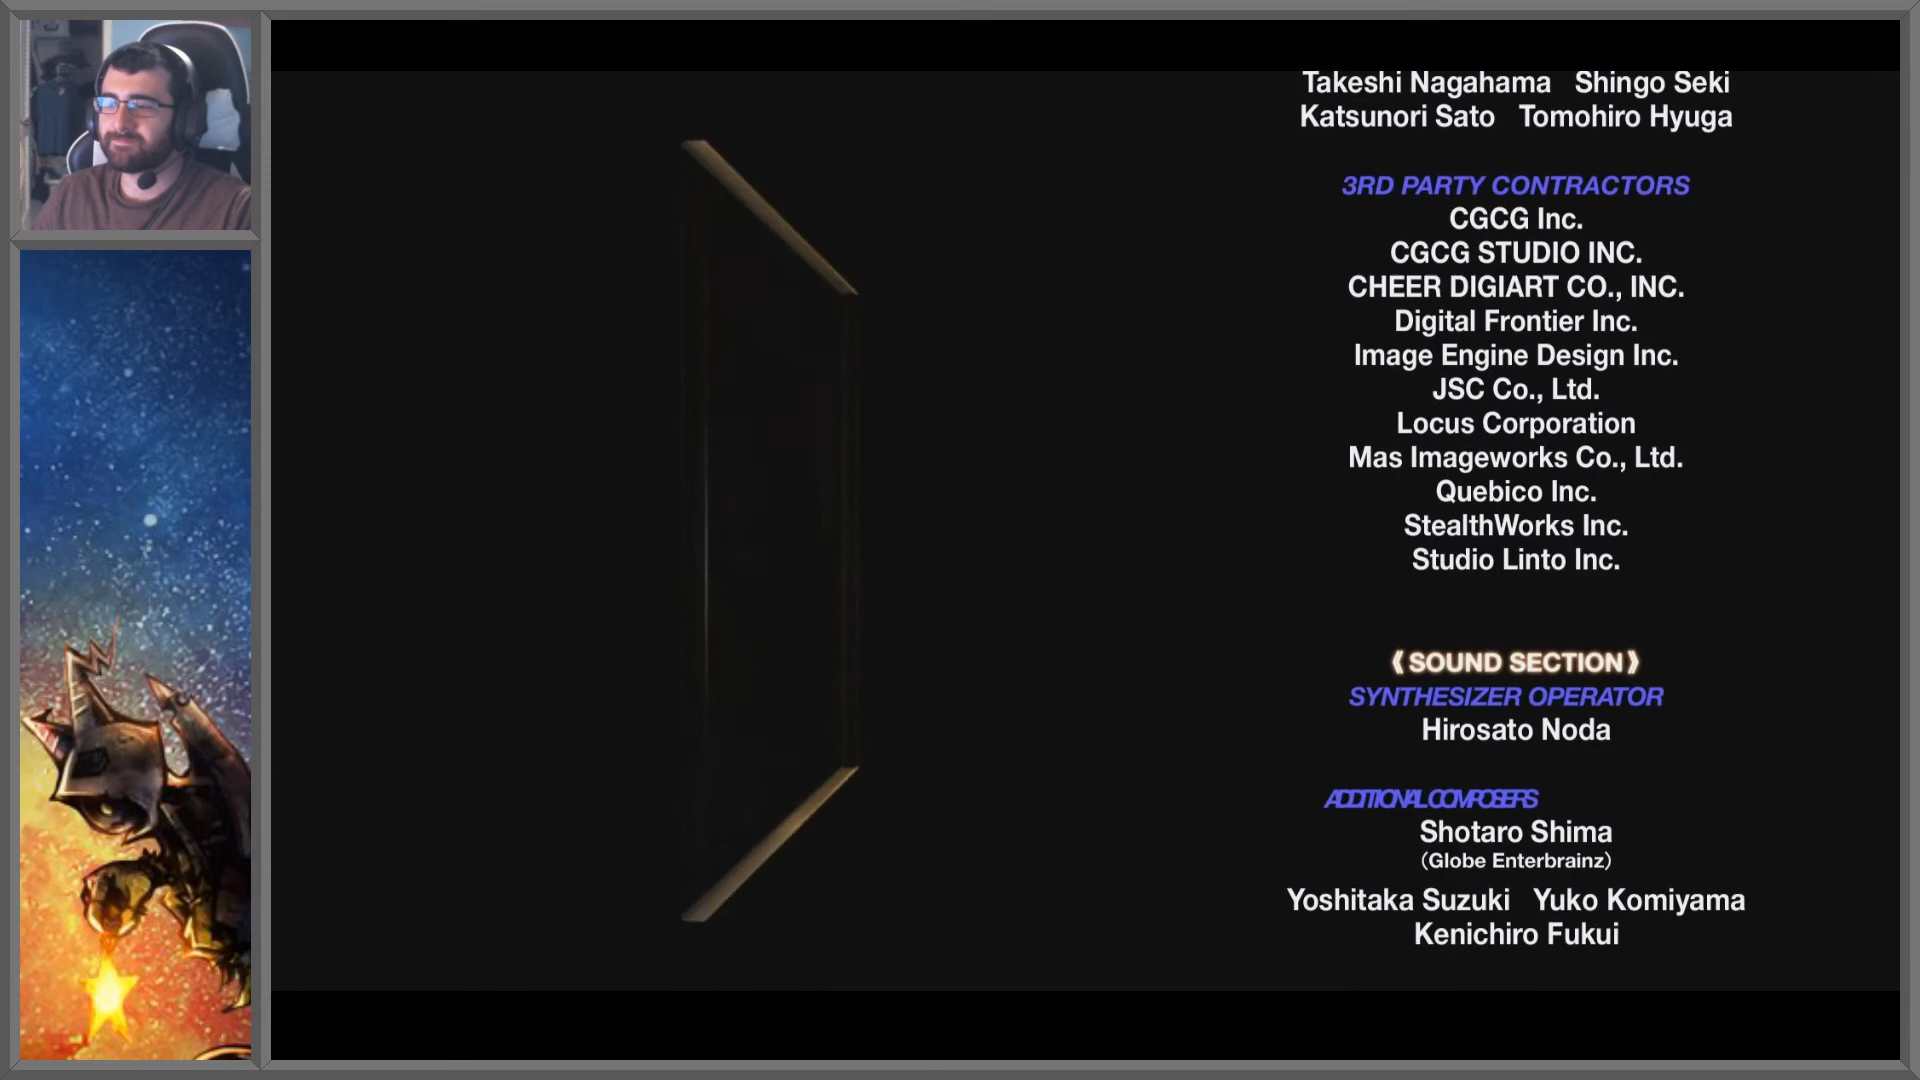 Takeshi Nagahama Shingo Seki
Katsunori Sato Tomohiro Hyuga
3RD PARTY CONTRACTORS
CGCG Inc.
CGCG STUDIO INC.
CHEER DIGIART CO., INC.
Digital Frontier Inc.
Image Engine Design Inc.
JSC Co., Ltd.
Locus Corporation
Mas Imageworks Co., Ltd.
Quebico Inc.
StealthWorks Inc.
Studio Linto Inc.
《SOUND SECTION》
SYNTHESIZER OPERATOR
Hirosato Noda
ADDITIONAL COMPOSERS
Shotaro Shima
(Globe Enterbrainz)
Yoshitaka Suzuki Yuko Komiyama
Kenichiro Fukui